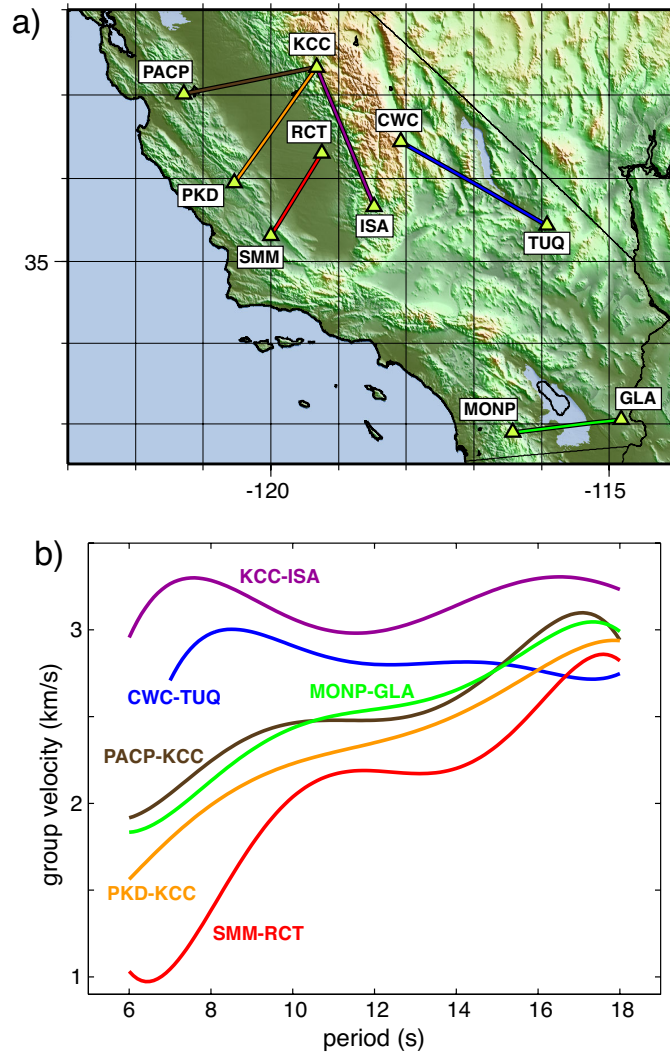 a)
KCC
PACP
RCT
CWC
PKD
ISA
SMM
TUQ
35
MONP
GLA
-120
-115
b)
KCC-ISA
3
CWC-TUQ
MONP-GLA
PACP-KCC
2
PKD-KCC
SMM-RCT
1
group velocity (km/s)
6 8 10 12 14 16 18
period (s)